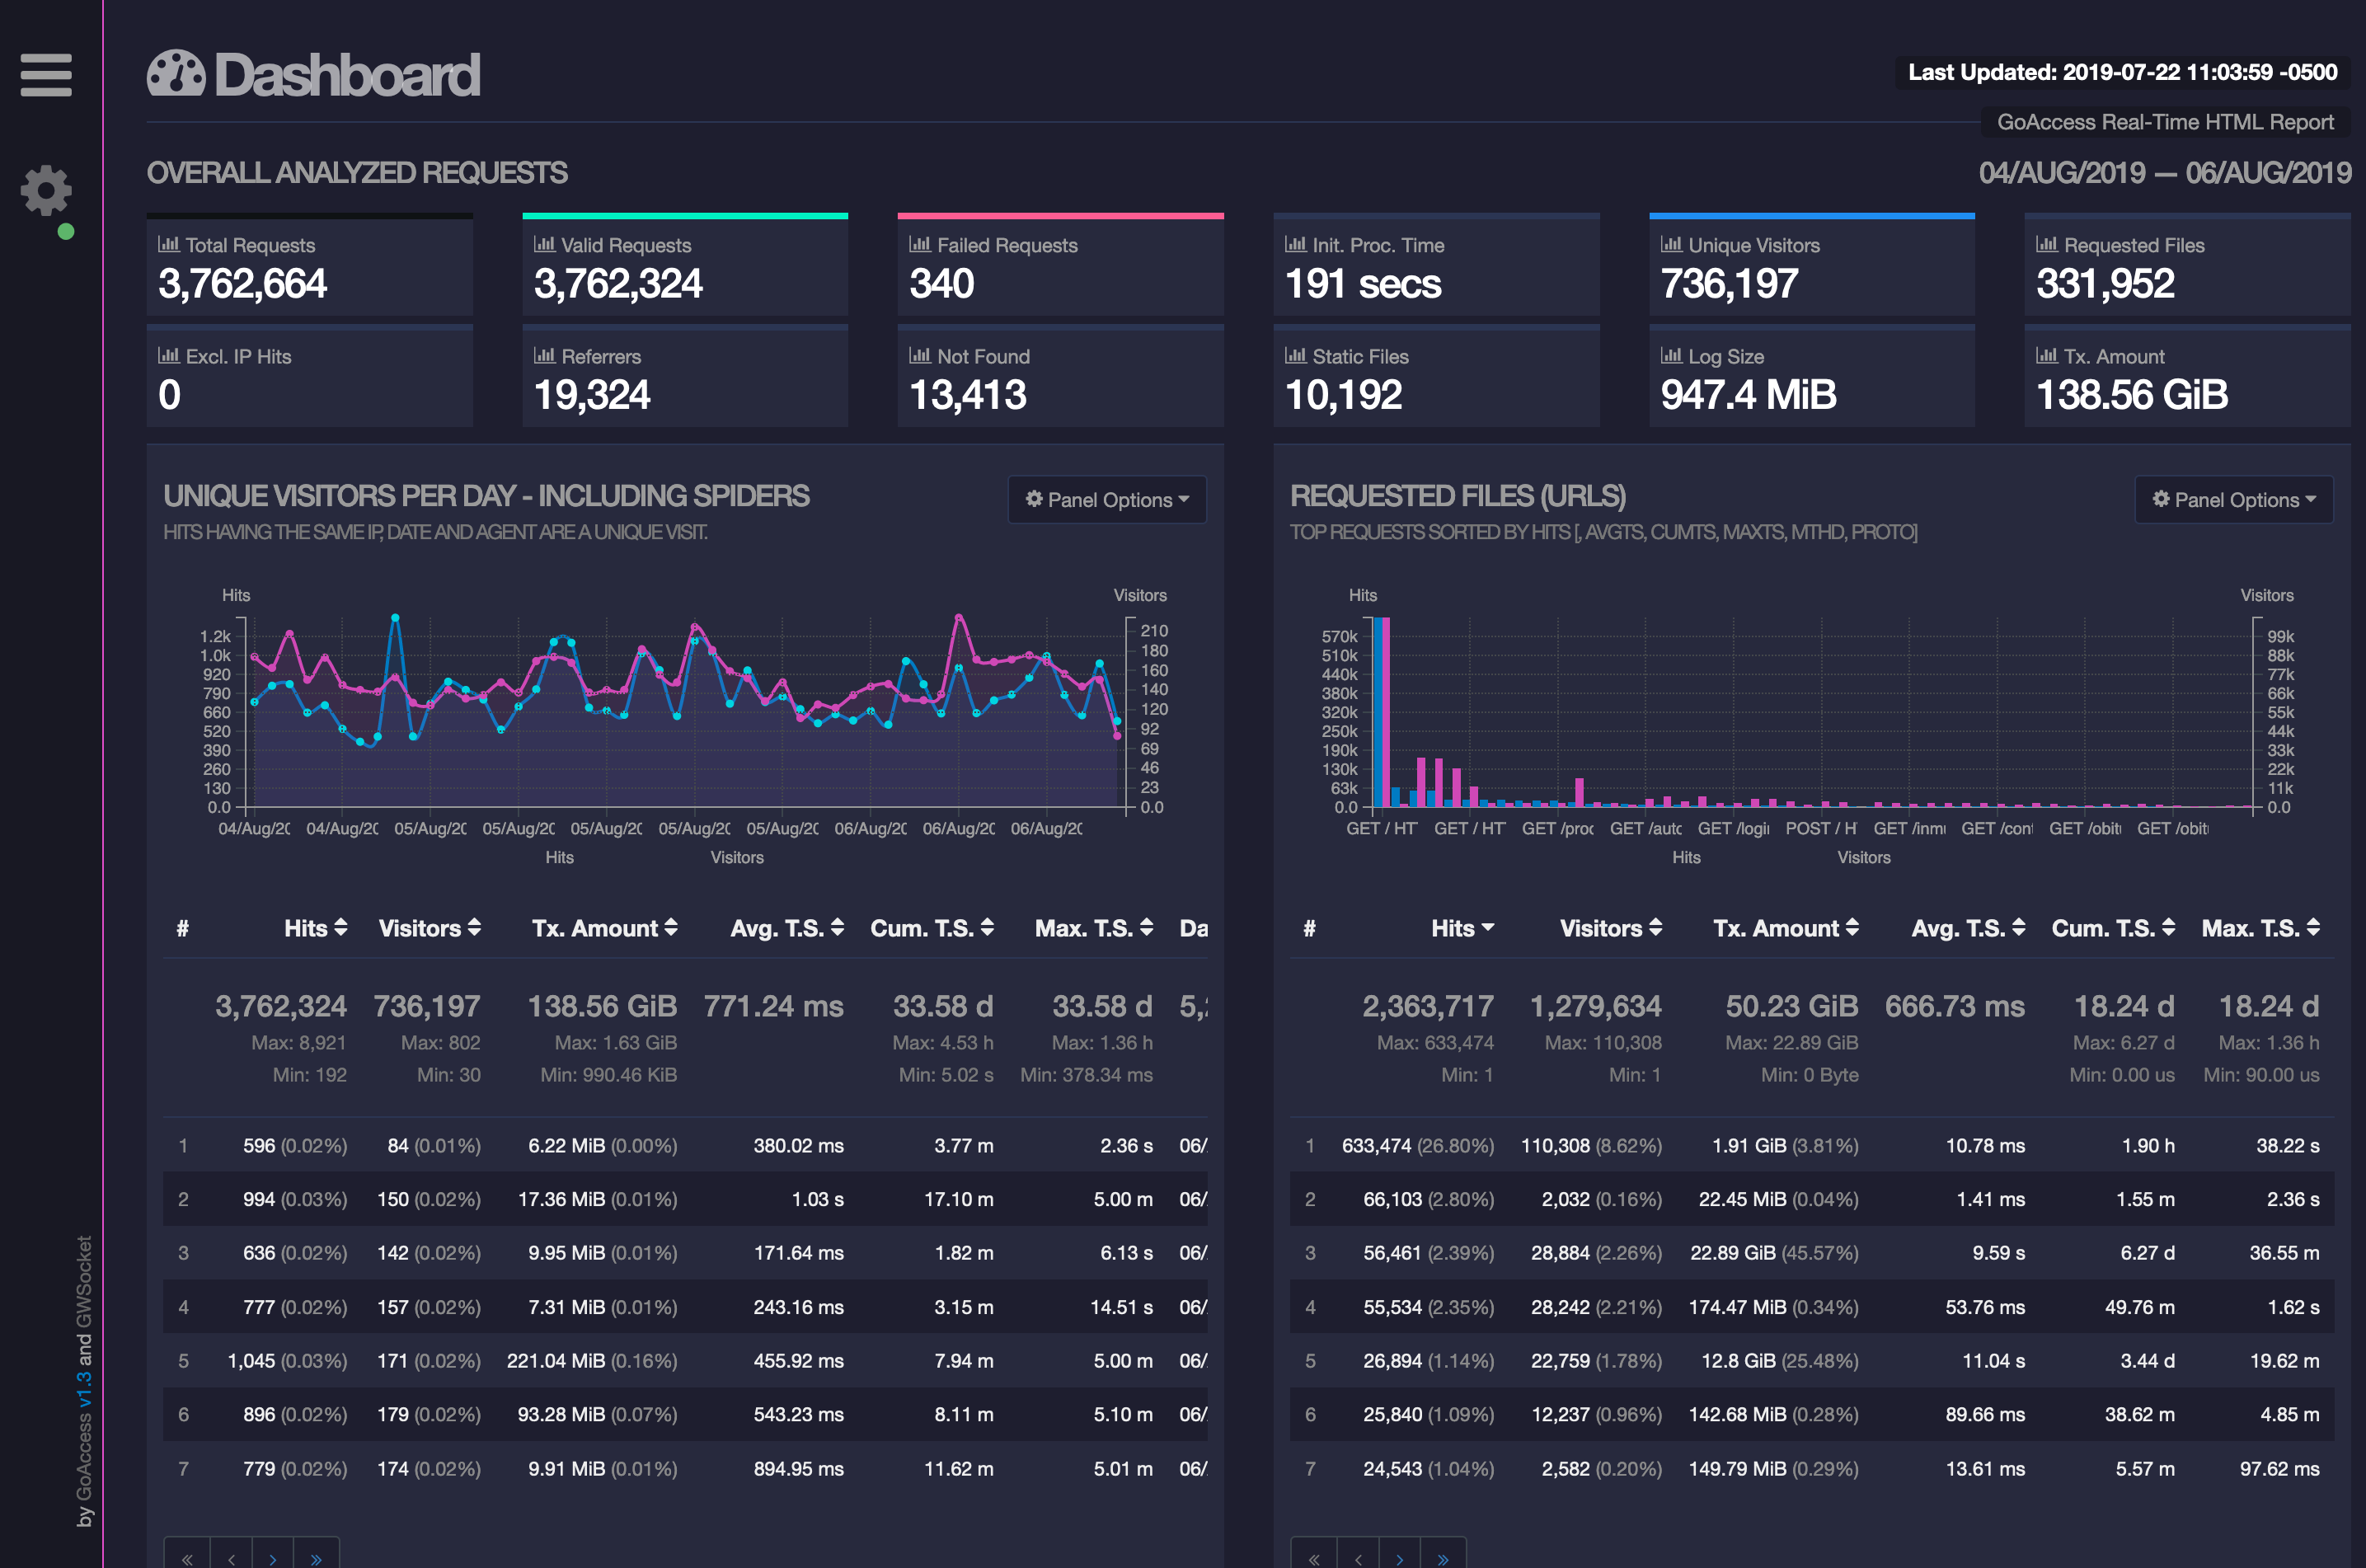 Dashboard
Last Updated: 2019-07-22 11:03:59 -0500
GoAccess Real-Time HTML Report
OVERALL ANALYZED REQUESTS
04/AUG/2019 — 06/AUG/2019
Total Requests
3,762,664
Valid Requests
3,762,324
Failed Requests
340
Init. Proc. Time
191 secs
Unique Visitors
736,197
Requested Files
331,952
Excl. IP Hits
0
Referrers
19,324
Not Found
13,413
Static Files
10,192
Log Size
947.4 MiB
Tx. Amount
138.56 GiB
UNIQUE VISITORS PER DAY - INCLUDING SPIDERS
Panel Options
HITS HAVING THE SAME IP, DATE AND AGENT ARE A UNIQUE VISIT.
Hits
Visitors
1.2k
1.0k
920
790
660
520
390
260
130
0.0
210
180
160
140
120
92
69
46
23
0.0
04/Aug/20 04/Aug/20 05/Aug/20 05/Aug/20 05/Aug/20 05/Aug/20 05/Aug/20 06/Aug/20 06/Aug/20 06/Aug/20
Hits Visitors
# Hits Visitors Tx. Amount Avg. T.S. Cum. T.S. Max. T.S. Da
3,762,324 736,197 138.56 GiB 771.24 ms 33.58 d 33.58 d 5,2
Max: 8,921 Max: 802 Max: 1.63 GiB Max: 4.53 h Max: 1.36 h
Min: 192 Min: 30 Min: 990.46 KiB Min: 5.02 s Min: 378.34 ms
1 596 (0.02%) 84 (0.01%) 6.22 MiB (0.00%) 380.02 ms 3.77 m 2.36 s 06/
2 994 (0.03%) 150 (0.02%) 17.36 MiB (0.01%) 1.03 s 17.10 m 5.00 m 06/
3 636 (0.02%) 142 (0.02%) 9.95 MiB (0.01%) 171.64 ms 1.82 m 6.13 s 06/
4 777 (0.02%) 157 (0.02%) 7.31 MiB (0.01%) 243.16 ms 3.15 m 14.51 s 06/
5 1,045 (0.03%) 171 (0.02%) 221.04 MiB (0.16%) 455.92 ms 7.94 m 5.00 m 06/
6 896 (0.02%) 179 (0.02%) 93.28 MiB (0.07%) 543.23 ms 8.11 m 5.10 m 06/
7 779 (0.02%) 174 (0.02%) 9.91 MiB (0.01%) 894.95 ms 11.62 m 5.01 m 06/
« ‹ › »
REQUESTED FILES (URLS)
Panel Options
TOP REQUESTS SORTED BY HITS [, AVGTS, CUMTS, MAXTS, MTHD, PROTO]
Hits
Visitors
570k
510k
440k
380k
320k
250k
190k
130k
63k
0.0
99k
88k
77k
66k
55k
44k
33k
22k
11k
0.0
GET / HT GET / HT GET /proc GET /auto GET /logi POST / H GET /inm GET /con GET /obit GET /obit
Hits Visitors
# Hits Visitors Tx. Amount Avg. T.S. Cum. T.S. Max. T.S.
2,363,717 1,279,634 50.23 GiB 666.73 ms 18.24 d 18.24 d
Max: 633,474 Max: 110,308 Max: 22.89 GiB Max: 6.27 d Max: 1.36 h
Min: 1 Min: 1 Min: 0 Byte Min: 0.00 us Min: 90.00 us
1 633,474 (26.80%) 110,308 (8.62%) 1.91 GiB (3.81%) 10.78 ms 1.90 h 38.22 s
2 66,103 (2.80%) 2,032 (0.16%) 22.45 MiB (0.04%) 1.41 ms 1.55 m 2.36 s
3 56,461 (2.39%) 28,884 (2.26%) 22.89 GiB (45.57%) 9.59 s 6.27 d 36.55 m
4 55,534 (2.35%) 28,242 (2.21%) 174.47 MiB (0.34%) 53.76 ms 49.76 m 1.62 s
5 26,894 (1.14%) 22,759 (1.78%) 12.8 GiB (25.48%) 11.04 s 3.44 d 19.62 m
6 25,840 (1.09%) 12,237 (0.96%) 142.68 MiB (0.28%) 89.66 ms 38.62 m 4.85 m
7 24,543 (1.04%) 2,582 (0.20%) 149.79 MiB (0.29%) 13.61 ms 5.57 m 97.62 ms
« ‹ › »
by GoAccess v1.3 and GWSocket